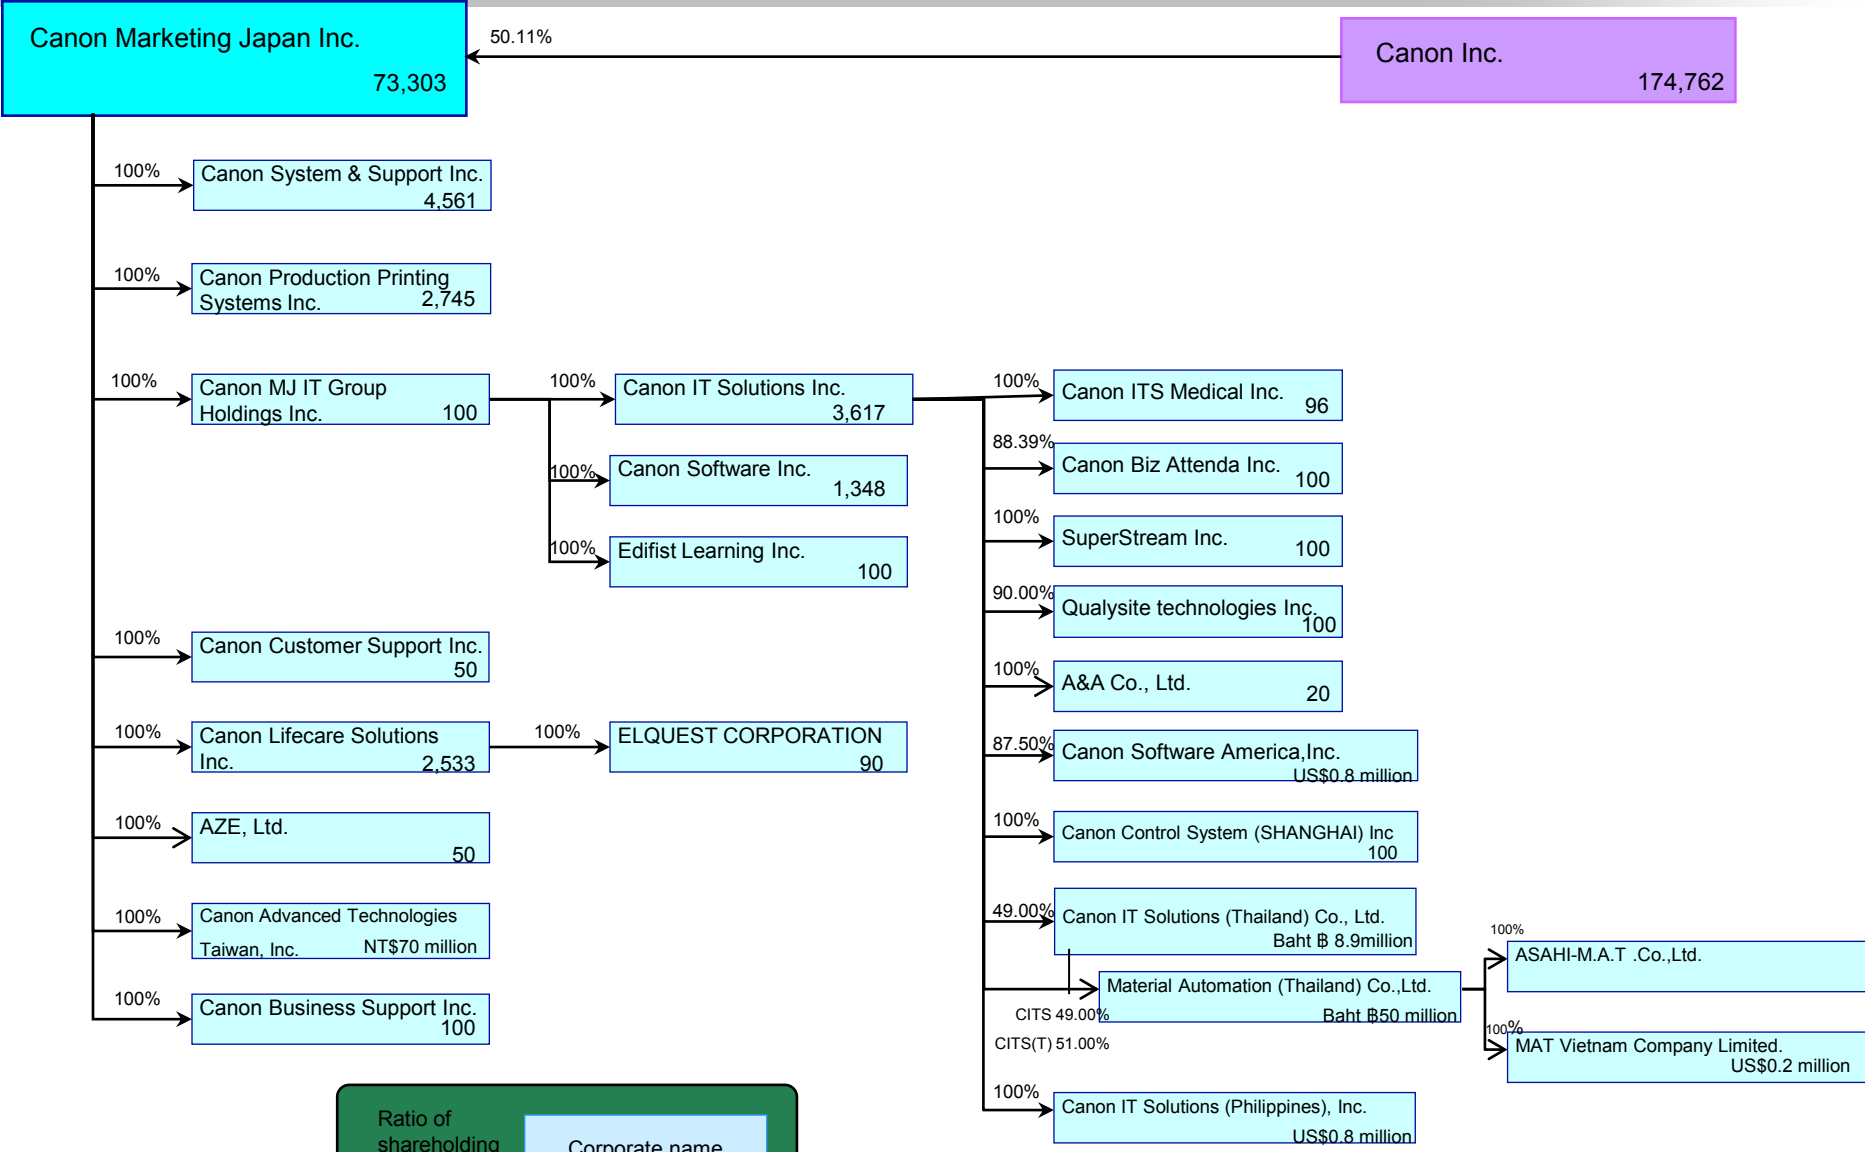 Canon Marketing Japan Inc.
73,303
50.11%
Canon Inc.
174,762
100%
Canon System & Support Inc.
4,561
100%
Canon Production Printing
Systems Inc.
2,745
100%
Canon MJ IT Group
Holdings Inc.
100
100%
Canon IT Solutions Inc.
3,617
100%
Canon Software Inc.
1,348
100%
Edifist Learning Inc.
100
100%
Canon ITS Medical Inc.
96
88.39%
Canon Biz Attenda Inc.
100
100%
SuperStream Inc.
100
90.00%
Qualysite technologies Inc.
100
100%
A&A Co., Ltd.
20
87.50%
Canon Software America,Inc.
US$0.8 million
100%
Canon Control System (SHANGHAI) Inc
100
49.00%
Canon IT Solutions (Thailand) Co., Ltd.
Baht ฿ 8.9million
Material Automation (Thailand) Co.,Ltd.
Baht ฿50 million
CITS 49.00%
CITS(T) 51.00%
100%
ASAHI-M.A.T .Co.,Ltd.
100%
MAT Vietnam Company Limited.
US$0.2 million
100%
Canon IT Solutions (Philippines), Inc.
US$0.8 million
100%
Canon Customer Support Inc.
50
100%
Canon Lifecare Solutions
Inc.
2,533
100%
ELQUEST CORPORATION
90
100%
AZE, Ltd.
50
100%
Canon Advanced Technologies
Taiwan, Inc.
NT$70 million
100%
Canon Business Support Inc.
100
Ratio of
shareholding
Corporate name